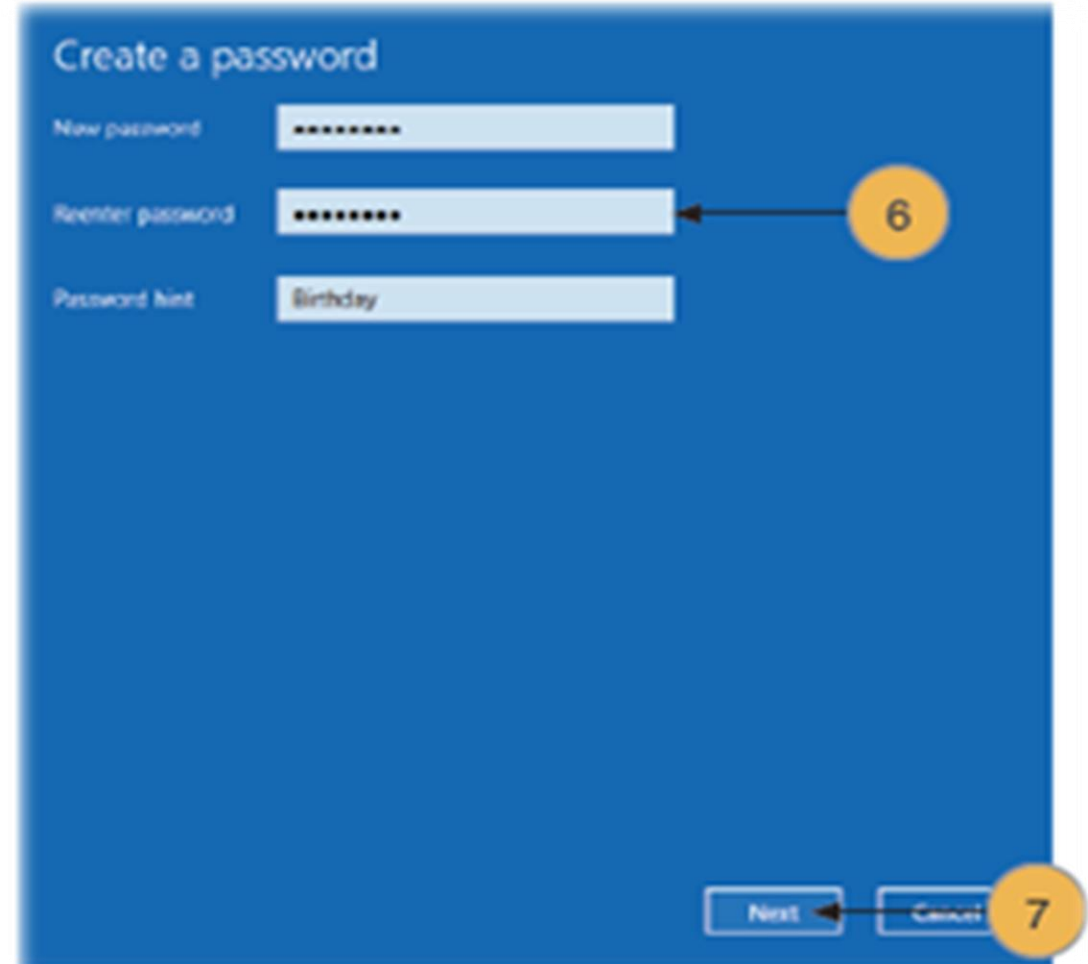 Create a password
New password ••••••••
Reenter password •••••••• 6
Password hint Birthday
Next Cancel 7